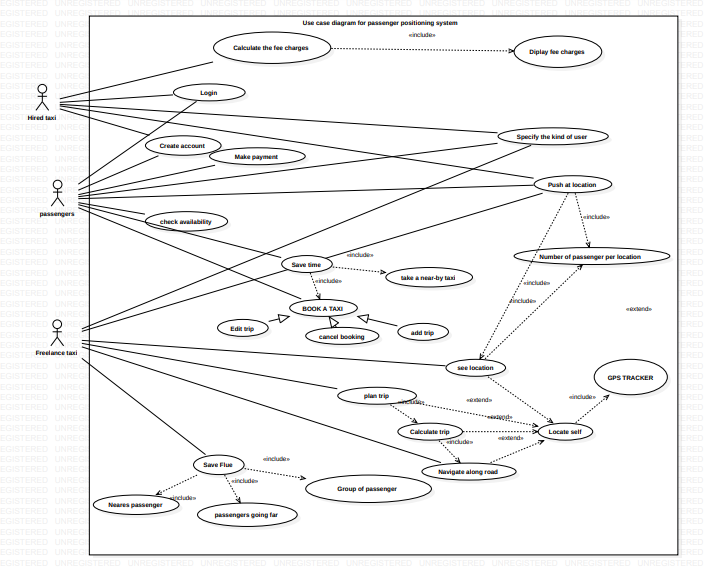 Use case diagram for passenger positioning system
«include»
Calculate the fee charges
Diplay fee charges
Login
Hired taxi
Specify the kind of user
Create account
Make payment
Push at location
passengers
check availability
«include»
Number of passenger per location
«include»
Save time
take a near-by taxi
«include»
«include»
«include»
BOOK A TAXI
«extend»
Edit trip
cancel booking
add trip
Freelance taxi
see location
GPS TRACKER
plan trip
«include»
«extend»
«include»
«extend»
Calculate trip
«include»
«extend»
Locate self
Save Flue
«include»
Navigate along road
«include»
Group of passenger
«include»
Neares passenger
passengers going far
UNREGISTERED